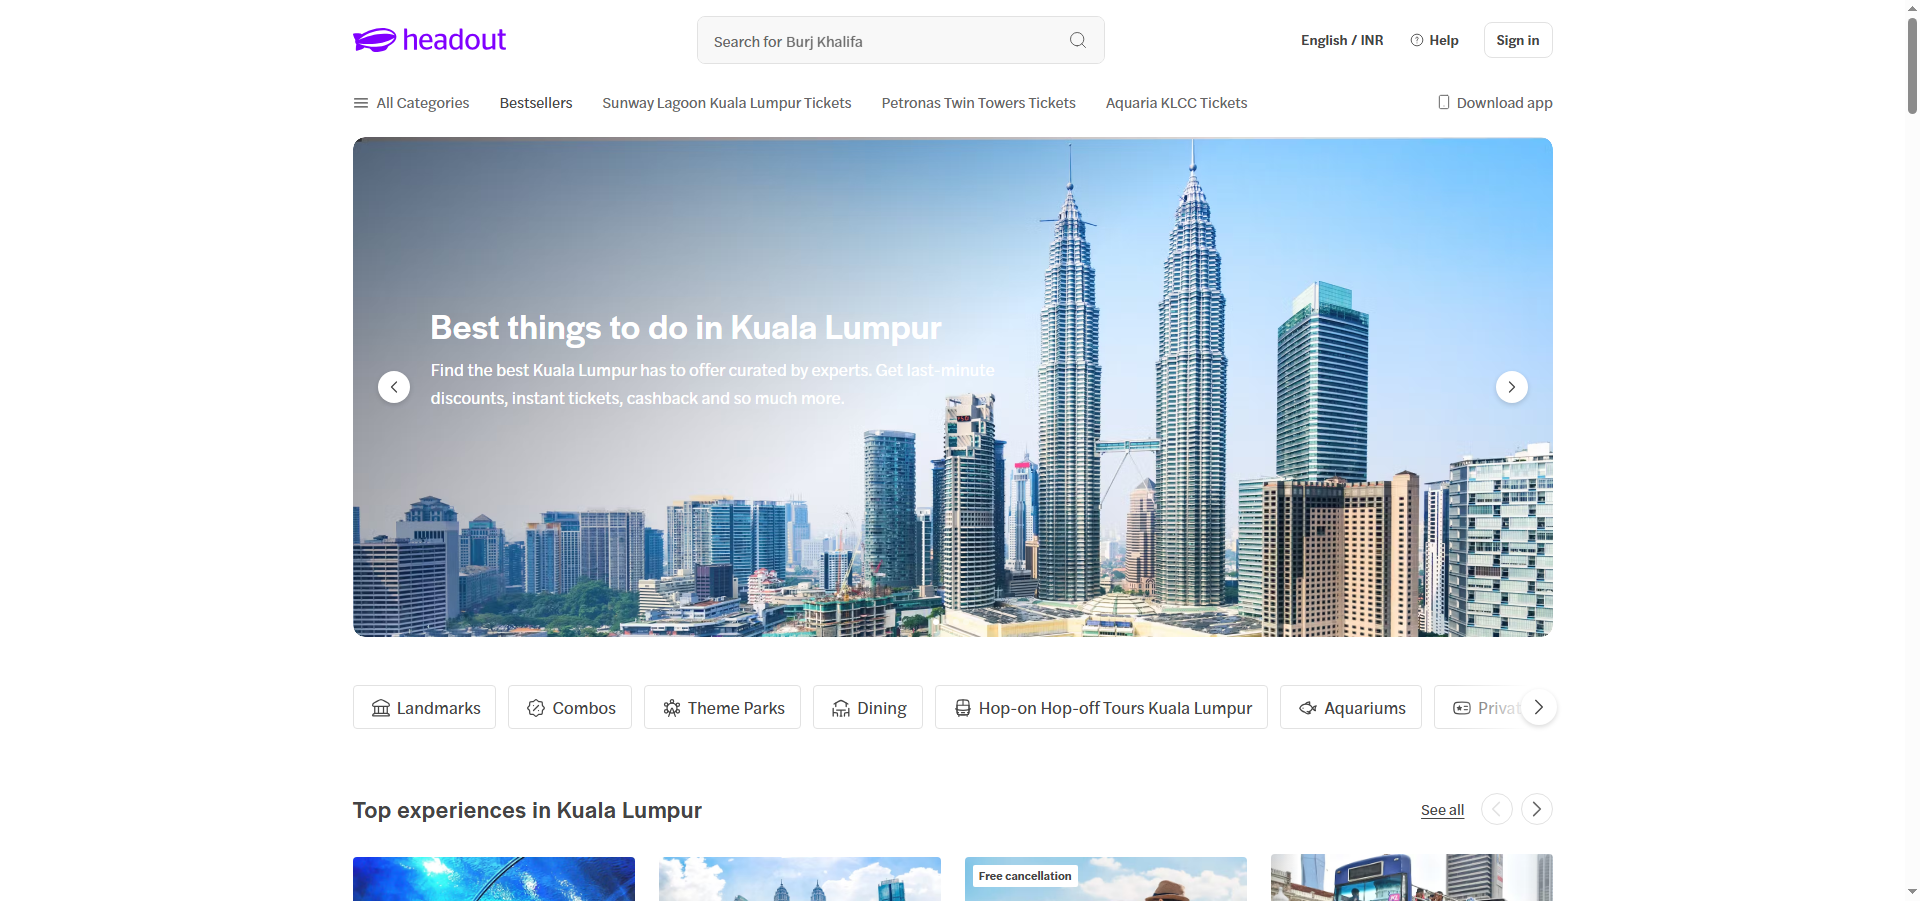 headout
Search for Burj Khalifa
English / INR
Help
Sign in
All Categories
Bestsellers
Sunway Lagoon Kuala Lumpur Tickets
Petronas Twin Towers Tickets
Aquaria KLCC Tickets
Download app
Best things to do in Kuala Lumpur
Find the best Kuala Lumpur has to offer curated by experts. Get last-minute
discounts, instant tickets, cashback and so much more.
Landmarks
Combos
Theme Parks
Dining
Hop-on Hop-off Tours Kuala Lumpur
Aquariums
Top experiences in Kuala Lumpur
See all
Free cancellation